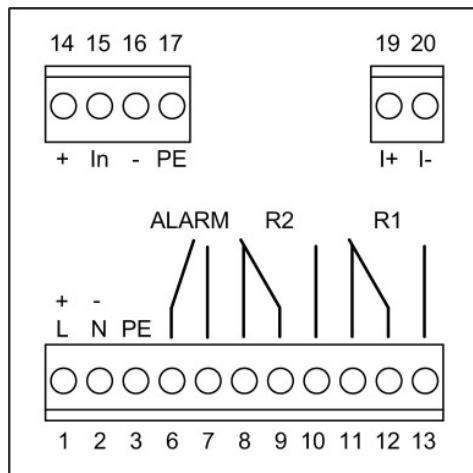 14 15 16 17 19 20
+ In - PE I+ I-
ALARM R2 R1
+ -
L N PE
1 2 3 6 7 8 9 10 11 12 13